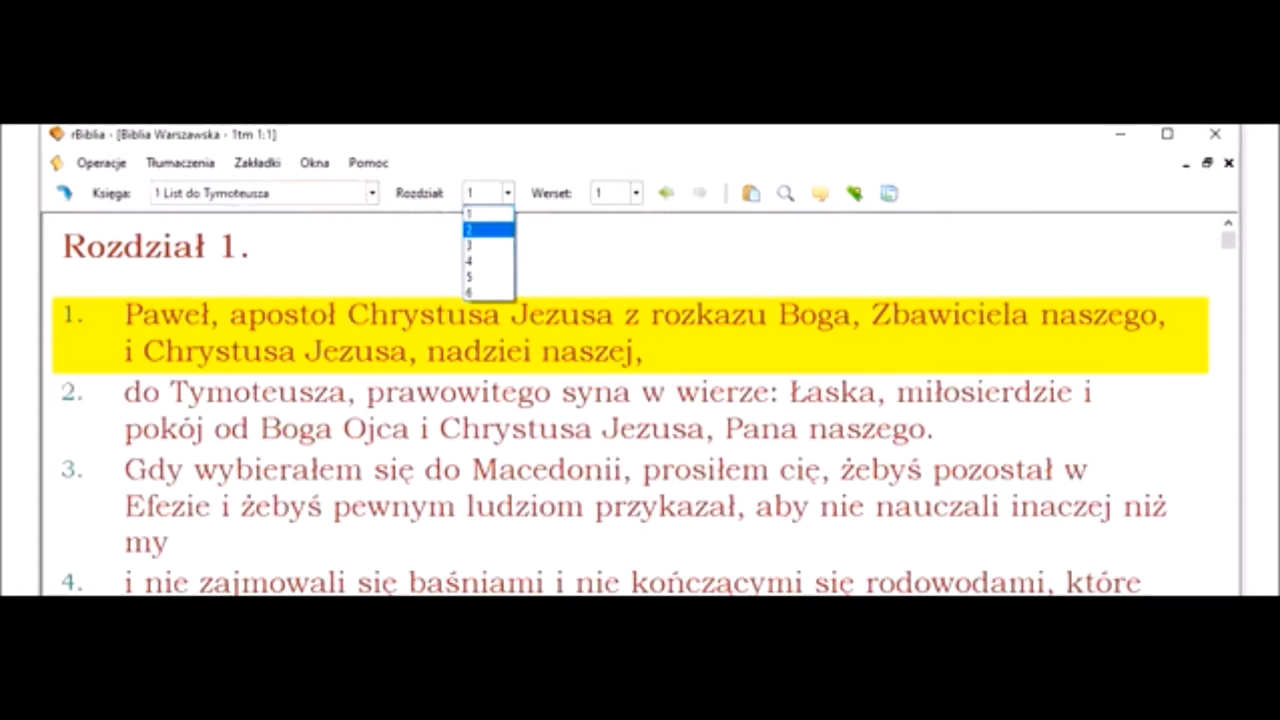 rBiblia - [Biblia Warszawska - 1tm 1:1]
Operacje Tłumaczenia Zakładki Okna Pomoc
Księga: 1 List do Tymoteusza Rozdział: 1 Werset: 1
1
2
3
4
5
6
Rozdział 1.
1. Paweł, apostoł Chrystusa Jezusa z rozkazu Boga, Zbawiciela naszego,
i Chrystusa Jezusa, nadziei naszej,
2. do Tymoteusza, prawowitego syna w wierze: Łaska, miłosierdzie i
pokój od Boga Ojca i Chrystusa Jezusa, Pana naszego.
3. Gdy wybierałem się do Macedonii, prosiłem cię, żebyś pozostał w
Efezie i żebyś pewnym ludziom przykazał, aby nie nauczali inaczej niż
my
4. i nie zajmowali się baśniami i nie kończącymi się rodowodami, które